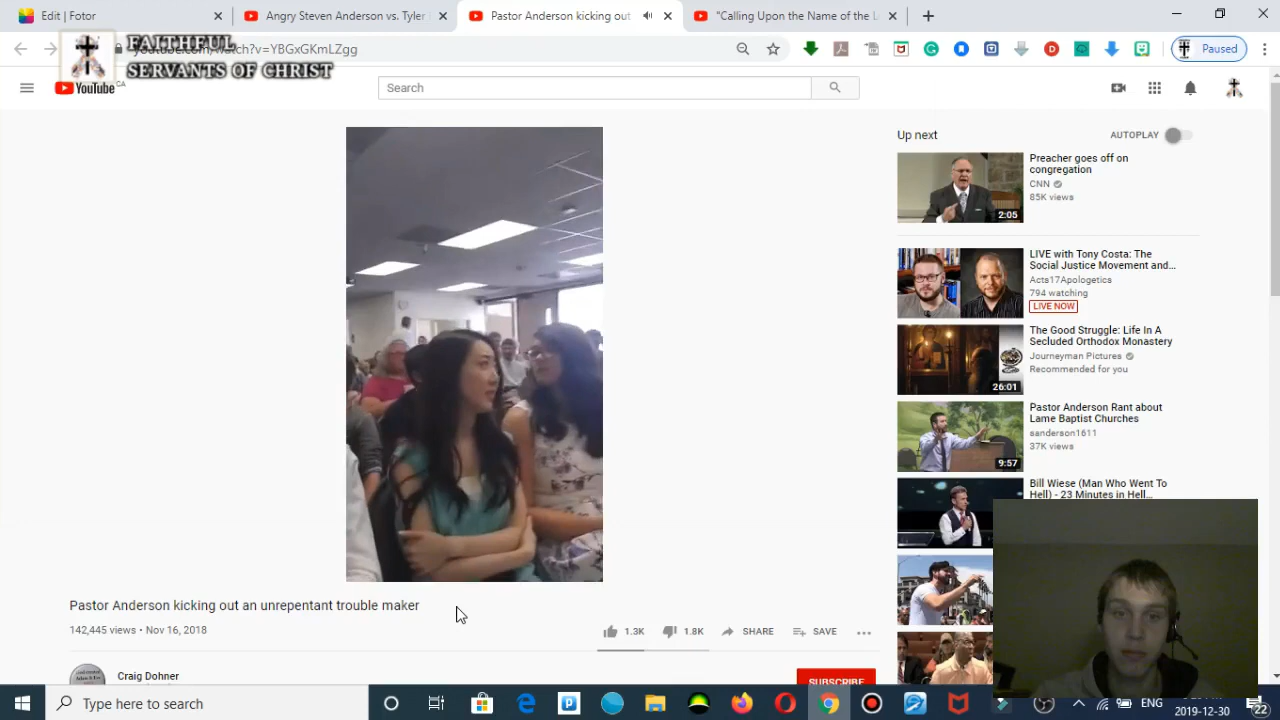 Edit | Fotor
Angry Steven Anderson vs. Tyler
Pastor Anderson kicking out
ling Upon the Name of the L
FAITHFUL
SERVANTS OF CHRIST
youtube.com/watch?v=YBGxGKmLZgg
Paused
YouTube CA
Search
Up next
AUTOPLAY
Preacher goes off on
congregation
CNN
85K views
2:05
LIVE with Tony Costa: The
Social Justice Movement and...
Acts17Apologetics
794 watching
LIVE NOW
The Good Struggle: Life In A
Secluded Orthodox Monastery
Journeyman Pictures
Recommended for you
26:01
Pastor Anderson Rant about
Lame Baptist Churches
sanderson1611
37K views
9:57
Bill Wiese (Man Who Went To
Hell) - 23 Minutes in Hell...
Pastor Anderson kicking out an unrepentant trouble maker
142,445 views • Nov 16, 2018
1.3K
1.8K
SHARE
SAVE
Craig Dohner
SUBSCRIBE
Type here to search
2019-12-30
22